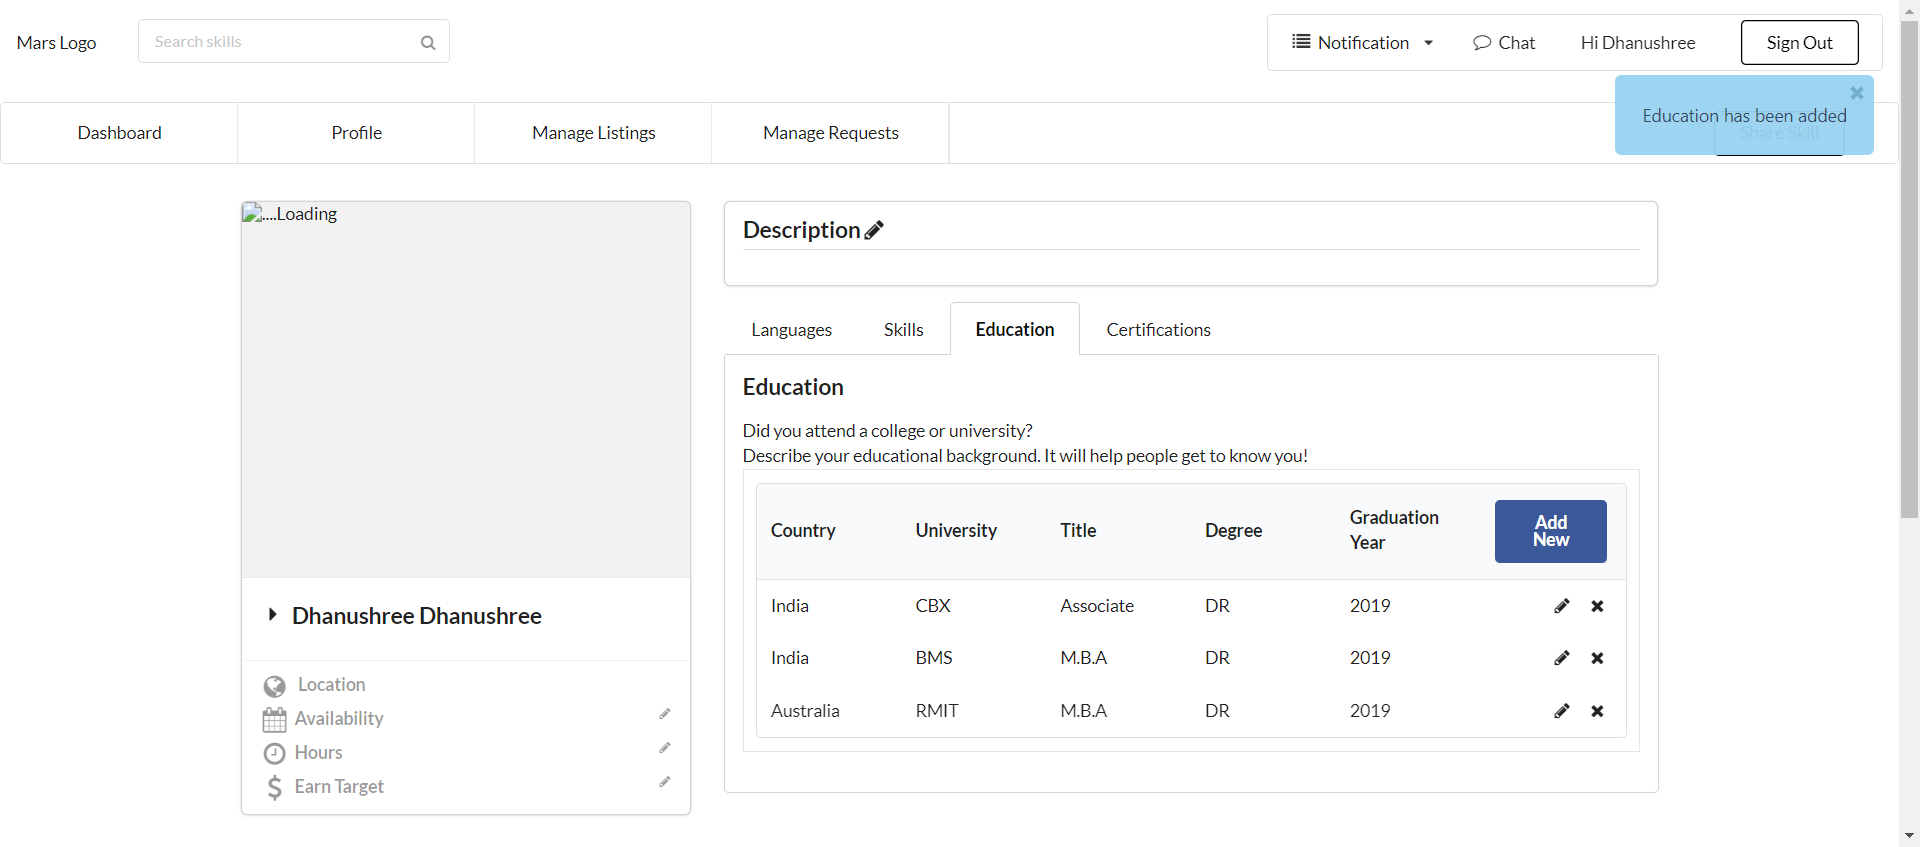 Mars Logo
Search skills
Notification
Chat
Hi Dhanushree
Sign Out
Education has been added
Share Skill
Dashboard
Profile
Manage Listings
Manage Requests
....Loading
Dhanushree Dhanushree
Location
Availability
Hours
Earn Target
Description
Languages
Skills
Education
Certifications
Education
Did you attend a college or university?
Describe your educational background. It will help people get to know you!
Country University Title Degree Graduation Year
Add New
India CBX Associate DR 2019
India BMS M.B.A DR 2019
Australia RMIT M.B.A DR 2019